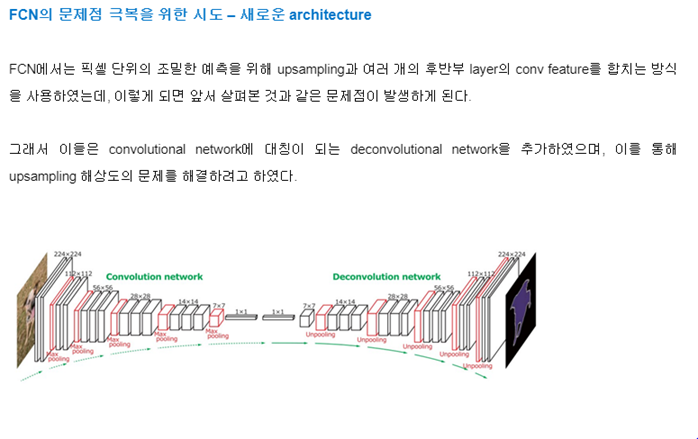 FCN의 문제점 극복을 위한 시도 – 새로운 architecture
FCN에서는 픽셀 단위의 조밀한 예측을 위해 upsampling과 여러 개의 후반부 layer의 conv feature를 합치는 방식
을 사용하였는데, 이렇게 되면 앞서 살펴본 것과 같은 문제점이 발생하게 된다.
그래서 이들은 convolutional network에 대칭이 되는 deconvolutional network을 추가하였으며, 이를 통해
upsampling 해상도의 문제를 해결하려고 하였다.
224×224
224×224
112×112
112×112
Convolution network
Deconvolution network
56×56
56×56
28×28
28×28
14×14
14×14
7×7
7×7
1×1
1×1
Max pooling
Max pooling
Max pooling
Max pooling
Max pooling
Unpooling
Unpooling
Unpooling
Unpooling
Unpooling